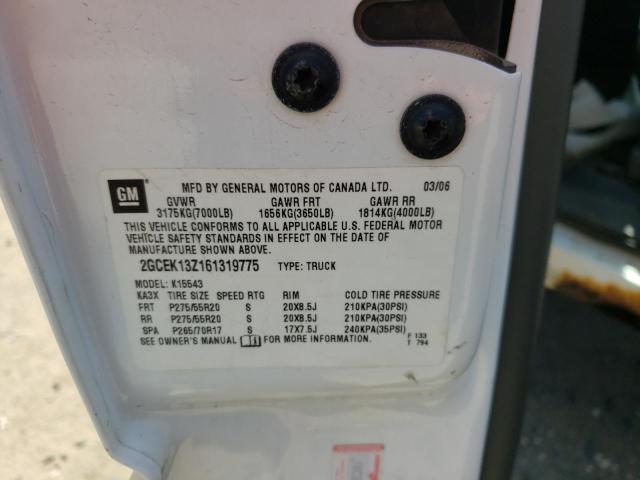 GM
MFD BY GENERAL MOTORS OF CANADA LTD. 03/06
GVWR GAWR FRT GAWR RR
3175KG(7000LB) 1656KG(3650LB) 1814KG(4000LB)
THIS VEHICLE CONFORMS TO ALL APPLICABLE U.S. FEDERAL MOTOR
VEHICLE SAFETY STANDARDS IN EFFECT ON THE DATE OF
MANUFACTURE SHOWN ABOVE.
2GCEK13Z161319775 TYPE: TRUCK
MODEL: K15543
KA3X TIRE SIZE SPEED RTG RIM COLD TIRE PRESSURE
FRT P275/55R20 S 20X8.5J 210KPA(30PSI)
RR P275/55R20 S 20X8.5J 210KPA(30PSI)
SPA P265/70R17 S 17X7.5J 240KPA(35PSI)
SEE OWNER'S MANUAL FOR MORE INFORMATION. F 133
T 794